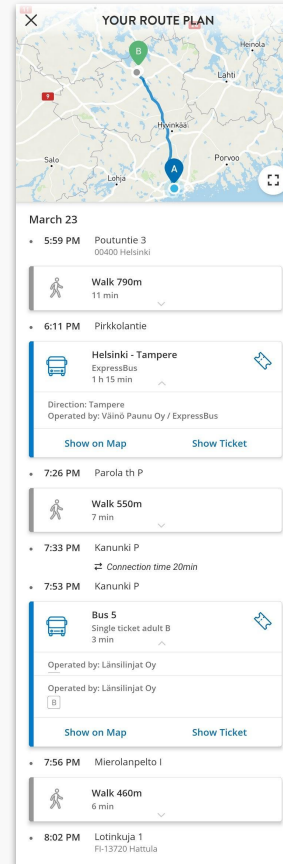 YOUR ROUTE PLAN
B
Heinola
Lahti
9
Hyvinkää
Salo
Porvoo
Lohja
A
March 23
5:59 PM Poutuntie 3
00400 Helsinki
Walk 790m
11 min
6:11 PM Pirkkolantie
Helsinki - Tampere
ExpressBus
1 h 15 min
Direction: Tampere
Operated by: Väinö Paunu Oy / ExpressBus
Show on Map Show Ticket
7:26 PM Parola th P
Walk 550m
7 min
7:33 PM Kanunki P
Connection time 20min
7:53 PM Kanunki P
Bus 5
Single ticket adult B
3 min
Operated by: Länsilinjat Oy
Operated by: Länsilinjat Oy
B
Show on Map Show Ticket
7:56 PM Mierolanpelto I
Walk 460m
6 min
8:02 PM Lotinkuja 1
FI-13720 Hattula